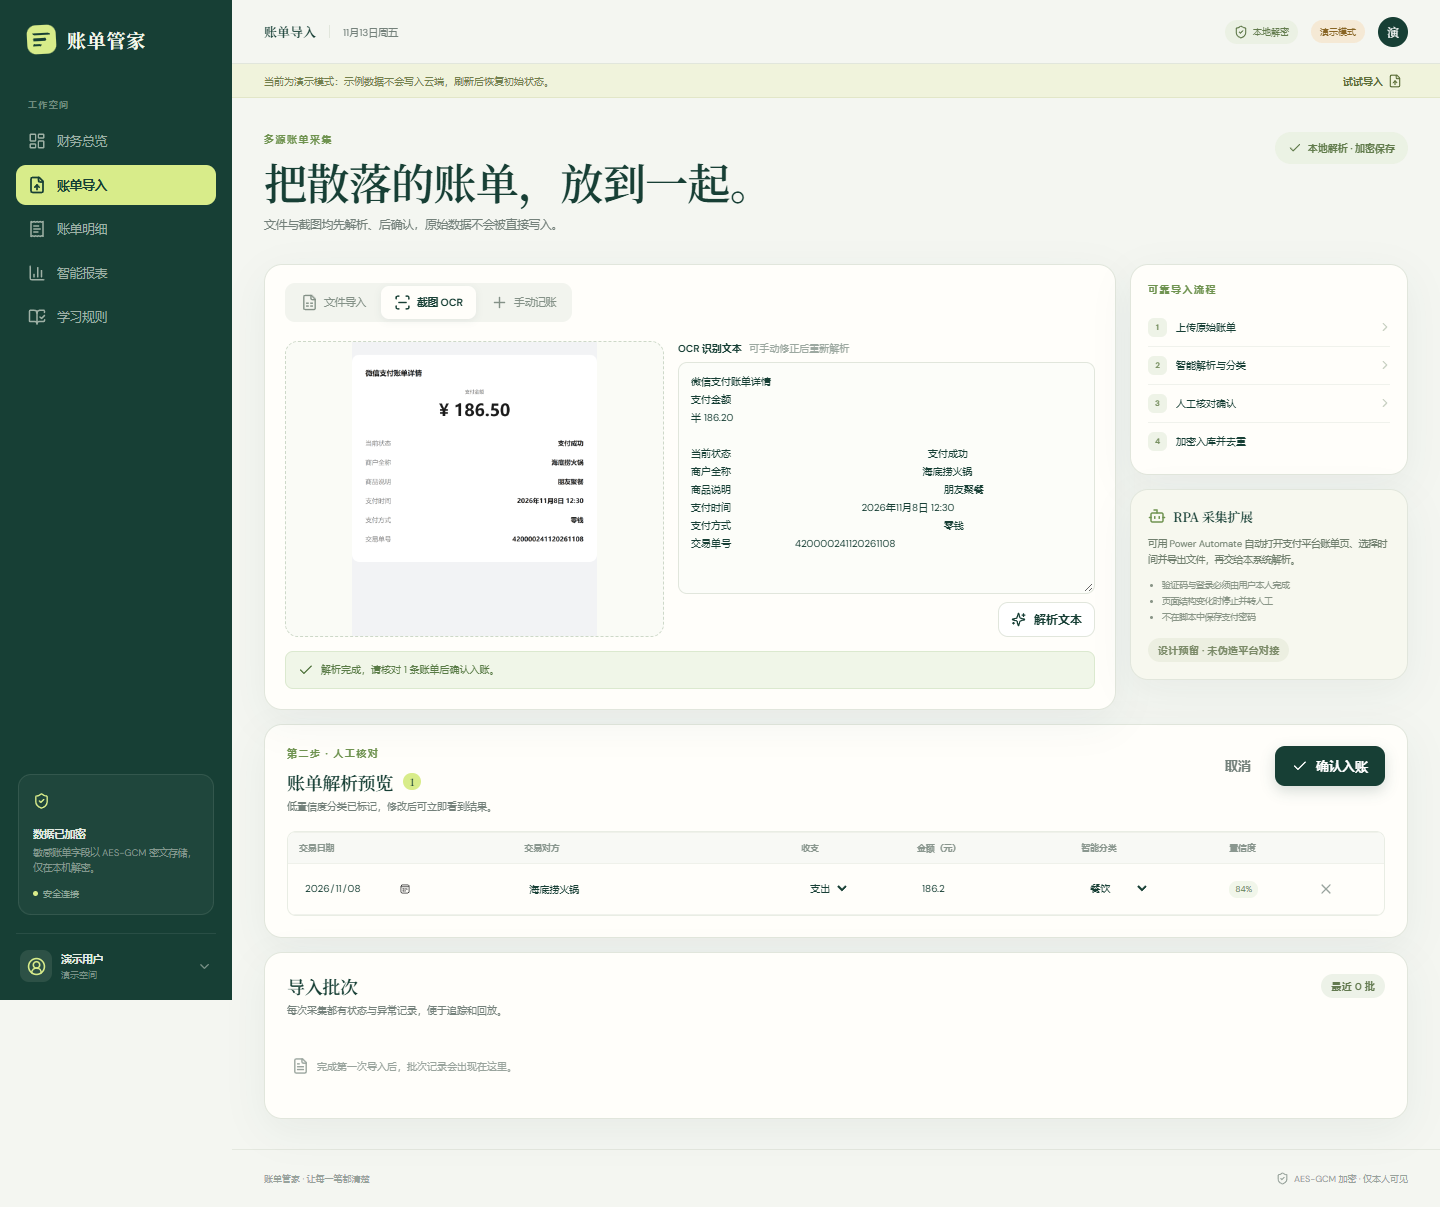 账单管家
工作空间
财务总览
账单导入
账单明细
智能报表
学习规则
数据已加密
敏感账单字段以 AES-GCM 密文存储，
仅在本机解密。
安全连接
演示用户
演示空间
账单导入
11月13日周五
本地解密
演示模式
演
当前为演示模式：示例数据不会写入云端，刷新后恢复初始状态。
试试导入
多源账单采集
把散落的账单，放到一起。
文件与截图均先解析、后确认，原始数据不会被直接写入。
本地解析 · 加密保存
文件导入
截图 OCR
手动记账
微信支付账单详情
支付金额
¥ 186.50
当前状态 支付成功
商户全称 海底捞火锅
商品说明 朋友聚餐
支付时间 2026年11月8日 12:30
支付方式 零钱
交易单号 420000241120261108
OCR 识别文本 可手动修正后重新解析
微信支付账单详情
支付金额
半 186.20
当前状态 支付成功
商户全称 海底捞火锅
商品说明 朋友聚餐
支付时间 2026年11月8日 12:30
支付方式 零钱
交易单号 420000241120261108
解析文本
解析完成，请核对 1 条账单后确认入账。
可靠导入流程
1 上传原始账单
2 智能解析与分类
3 人工核对确认
4 加密入库并去重
RPA 采集扩展
可用 Power Automate 自动打开支付平台账单页、选择时
间并导出文件，再交给本系统解析。
验证码与登录必须由用户本人完成
页面结构变化时停止并转人工
不在脚本中保存支付密码
设计预留 · 未伪造平台对接
第二步 · 人工核对
账单解析预览 1
低置信度分类已标记，修改后可立即看到结果。
取消
确认入账
交易日期 交易对方 收支 金额（元） 智能分类 置信度
2026/11/08 海底捞火锅 支出 186.2 餐饮 84%
导入批次
每次采集都有状态与异常记录，便于追踪和回放。
最近 0 批
完成第一次导入后，批次记录会出现在这里。
账单管家 · 让每一笔都清楚
AES-GCM 加密 · 仅本人可见